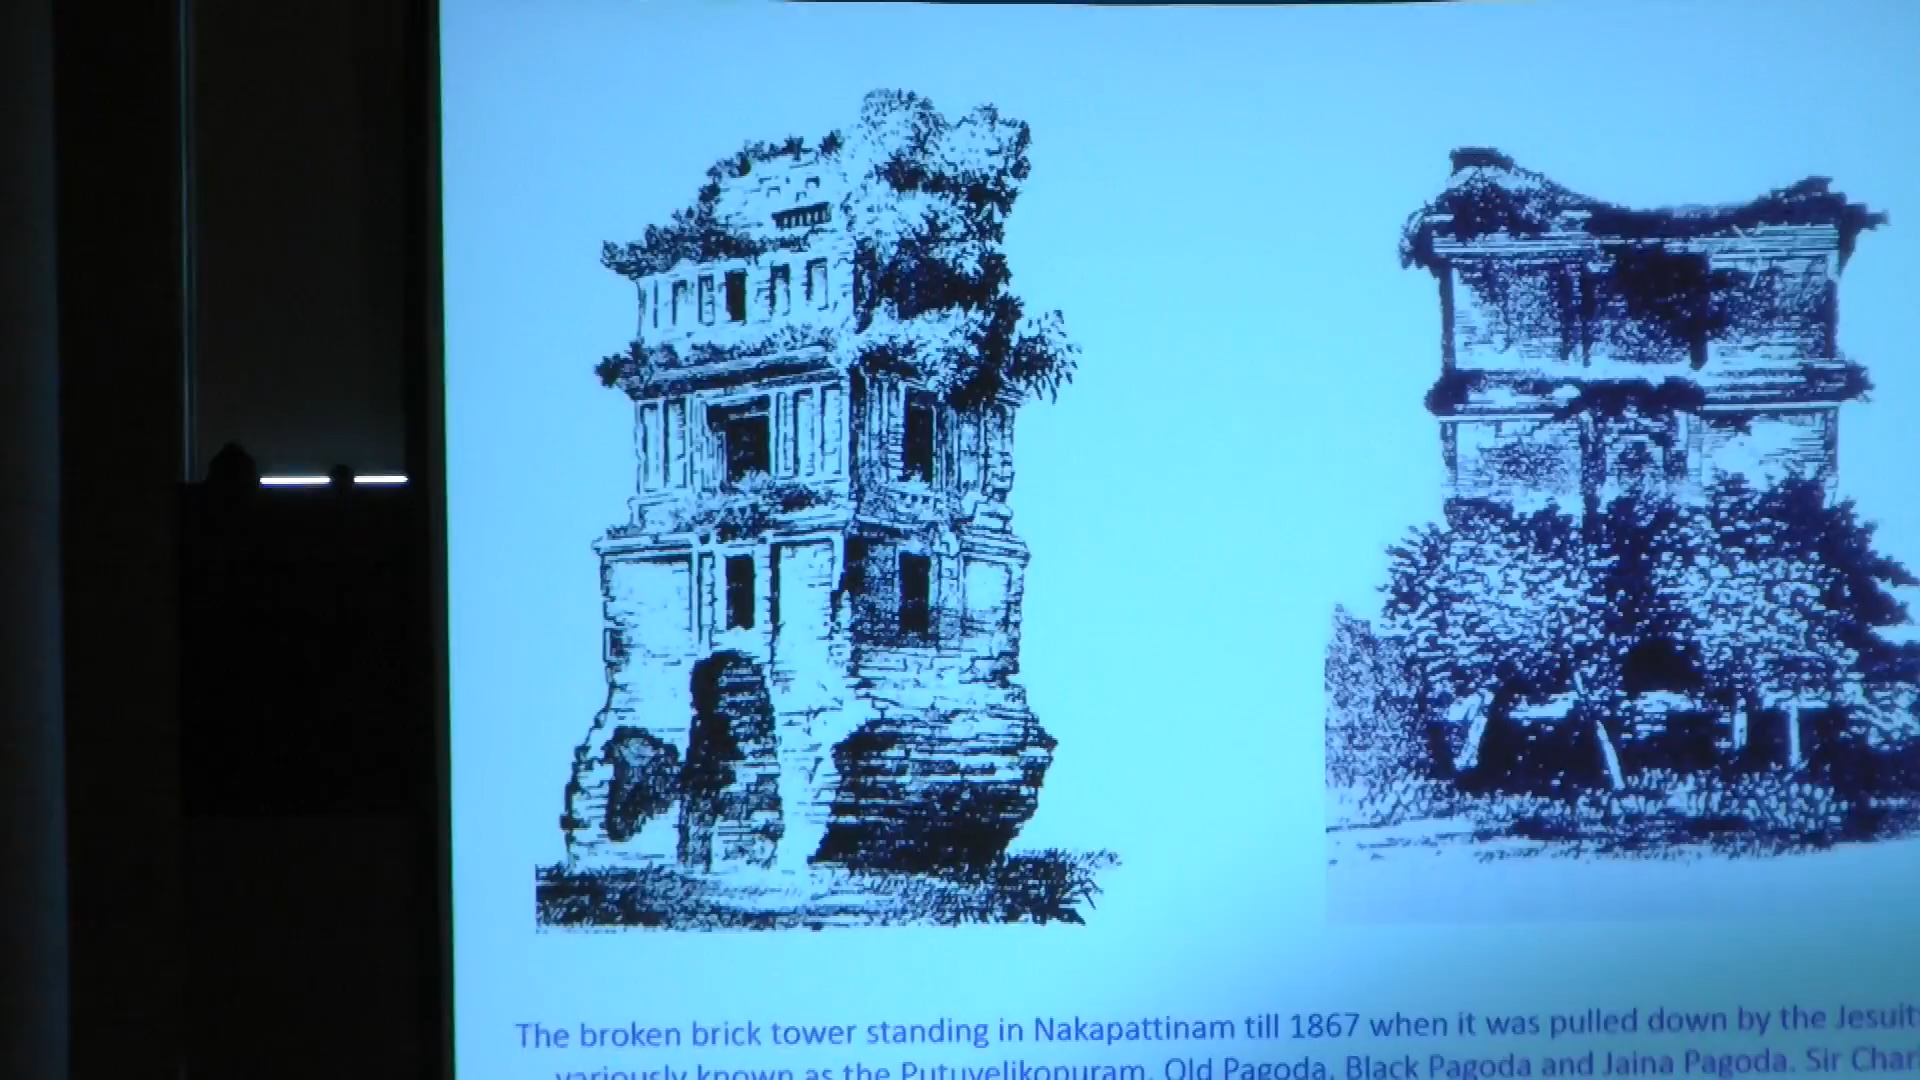 The broken brick tower standing in Nakapattinam till 1867 when it was pulled down by the Jesuit
variously known as the Putuvelikopuram, Old Pagoda, Black Pagoda and Jaina Pagoda. Sir Char